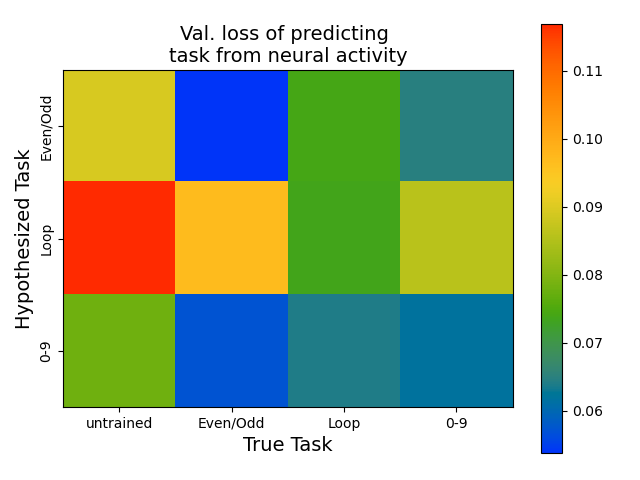 Val. loss of predicting
task from neural activity
Hypothesized Task
Even/Odd
Loop
0-9
untrained
Even/Odd
Loop
0-9
True Task
0.11
0.10
0.09
0.08
0.07
0.06